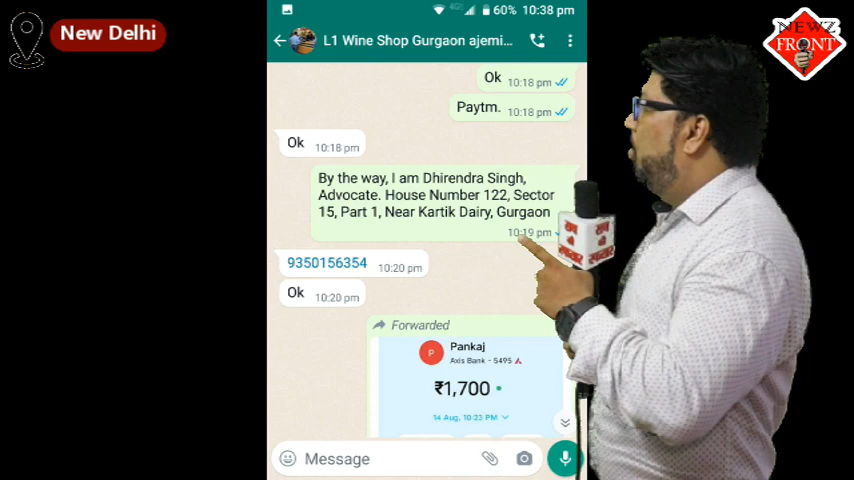 New Delhi
NEWZ
FRONT
4G
60% 10:38 pm
L1 Wine Shop Gurgaon ajemi...
Ok 10:18 pm
Paytm. 10:18 pm
Ok 10:18 pm
By the way, I am Dhirendra Singh,
Advocate. House Number 122, Sector
15, Part 1, Near Kartik Dairy, Gurgaon
10:19 pm
9350156354 10:20 pm
Ok 10:20 pm
Forwarded
P
Pankaj
Axis Bank - 5495
₹1,700
14 Aug, 10:23 PM
Message